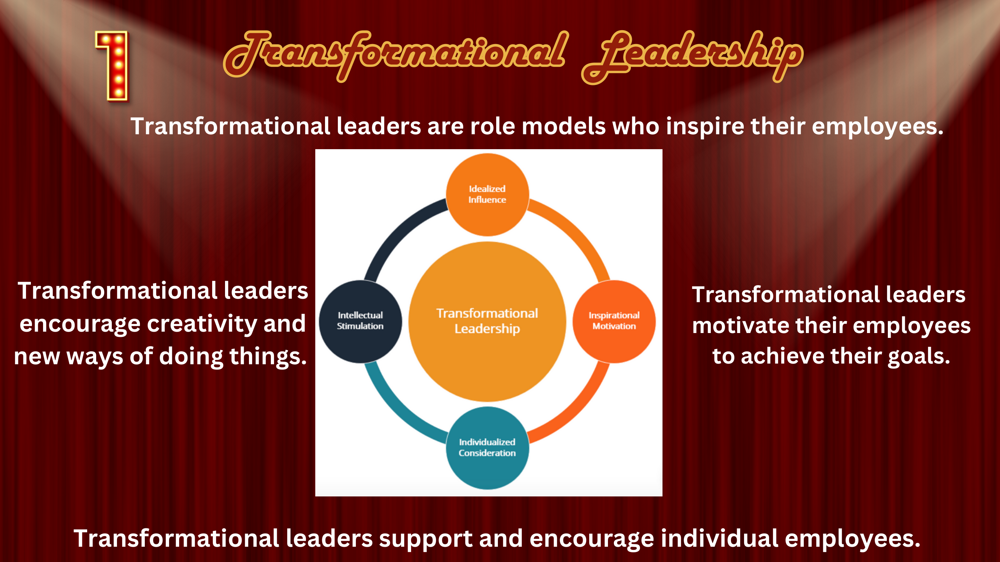 1
Transformational Leadership
Transformational leaders are role models who inspire their employees.
Idealized
Influence
Transformational leaders
encourage creativity and
new ways of doing things.
Intellectual
Stimulation
Transformational
Leadership
Inspirational
Motivation
Transformational leaders
motivate their employees
to achieve their goals.
Individualized
Consideration
Transformational leaders support and encourage individual employees.